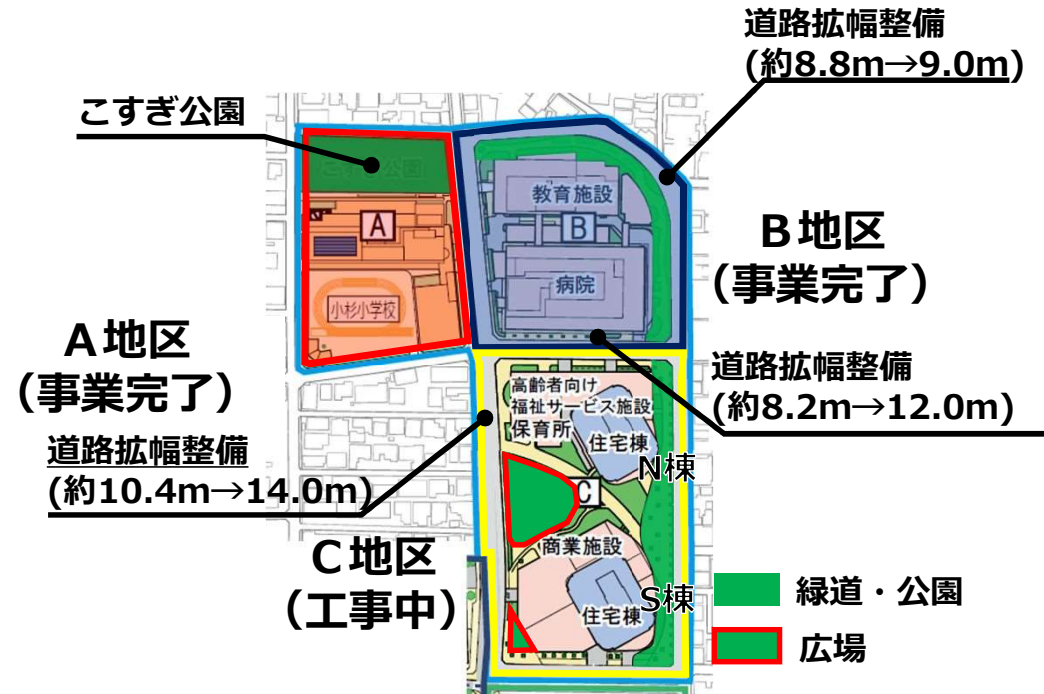 道路拡幅整備
(約8.8m→9.0m)
こすぎ公園
こすぎ公園
教育施設
A
B
B地区
(事業完了)
病院
小杉小学校
A地区
(事業完了)
道路拡幅整備
(約8.2m→12.0m)
高齢者向け
福祉サービス施設
保育所
住宅棟
N棟
道路拡幅整備
(約10.4m→14.0m)
C
商業施設
C地区
(工事中)
住宅棟
S棟
緑道・公園
広場